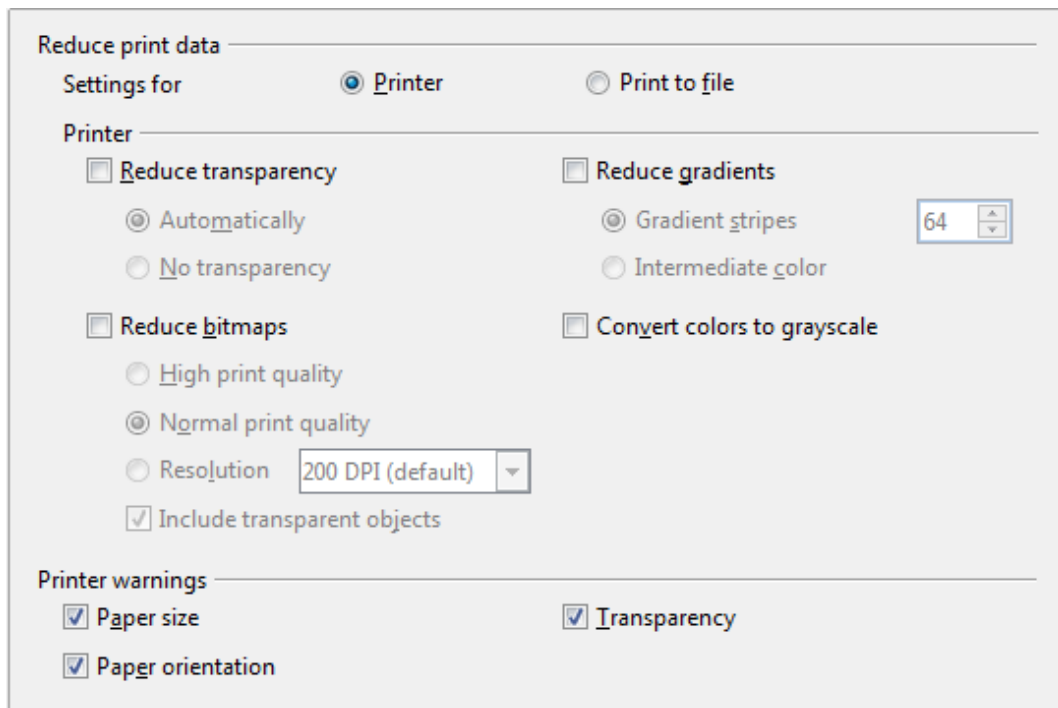 Reduce print data
Settings for Printer Print to file
Printer
Reduce transparency Reduce gradients
Automatically Gradient stripes 64
No transparency Intermediate color
Reduce bitmaps Convert colors to grayscale
High print quality
Normal print quality
Resolution 200 DPI (default)
Include transparent objects
Printer warnings
Paper size Transparency
Paper orientation